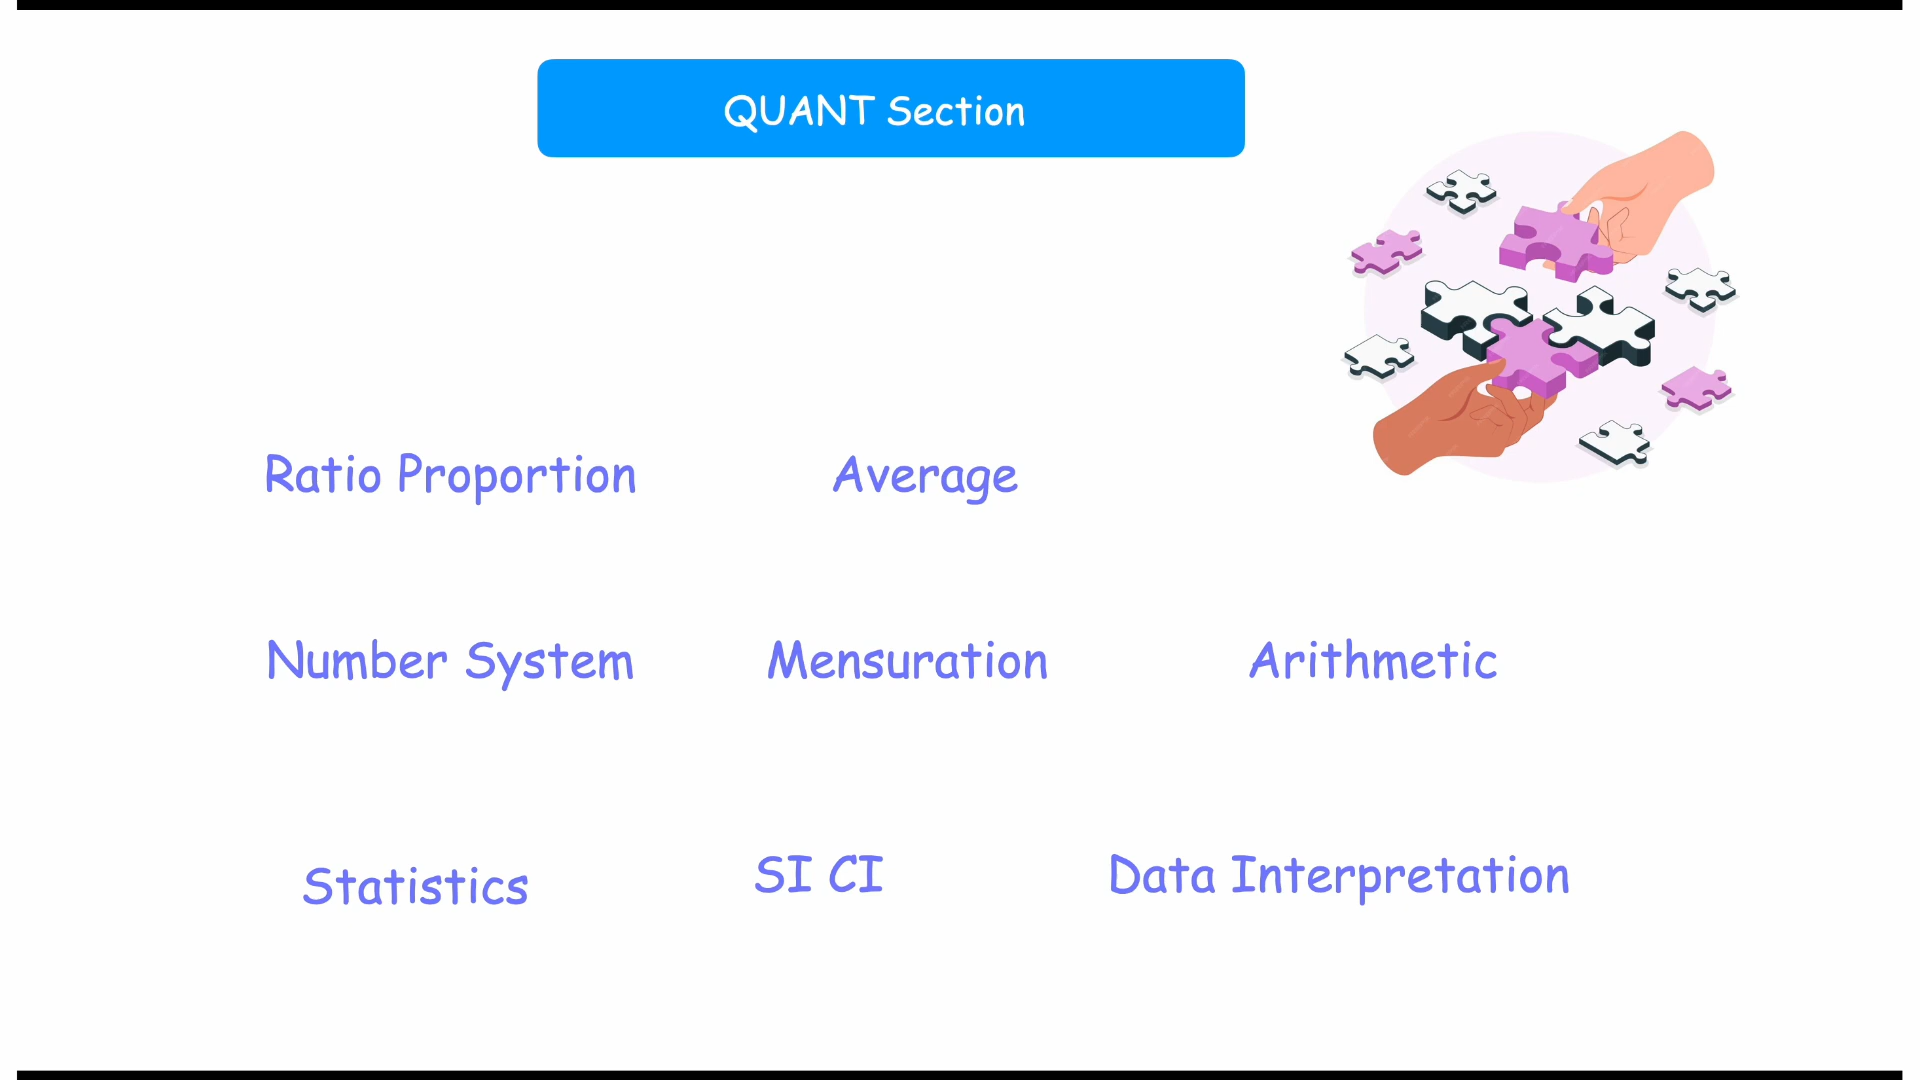 QUANT Section
Ratio Proportion
Average
Number System
Mensuration
Arithmetic
Statistics
SI CI
Data Interpretation